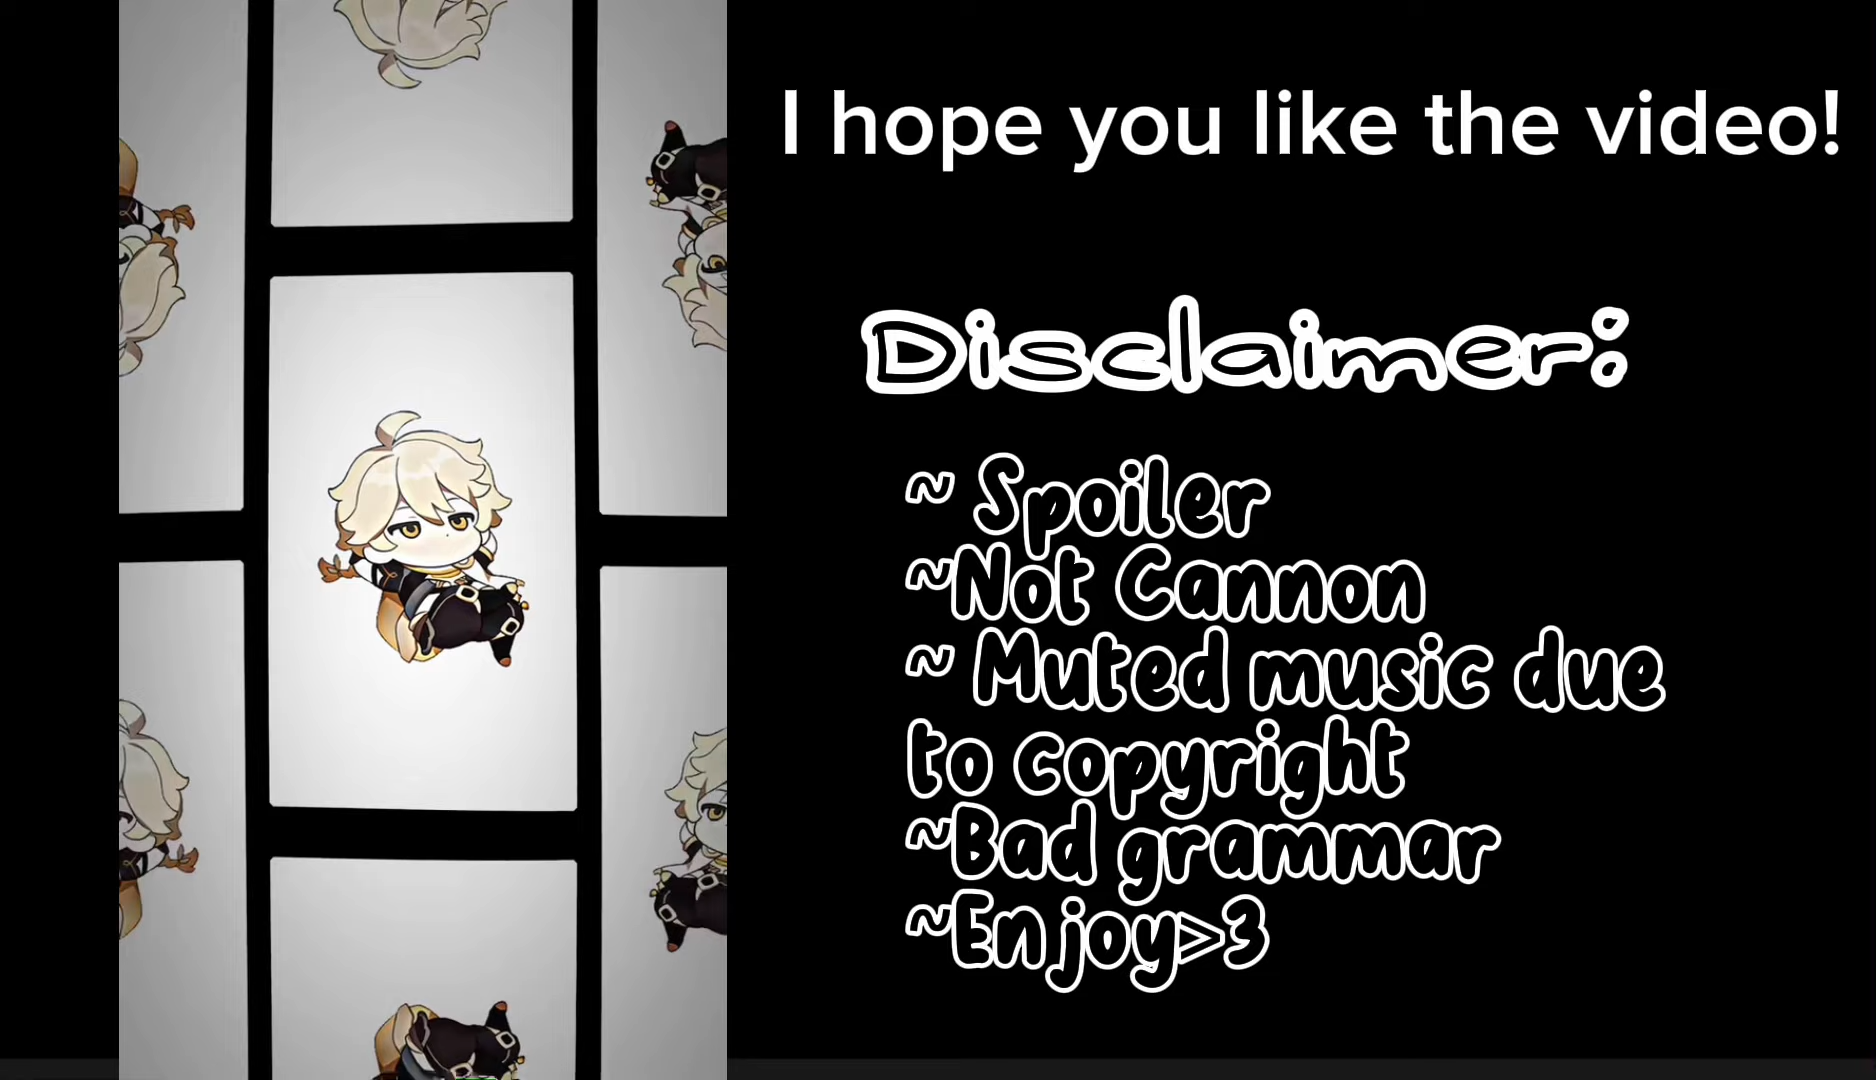 I hope you like the video!
Disclaimer:
~ Spoiler
~Not Cannon
~ Muted music due
to copyright
~Bad grammar
~Enjoy>3